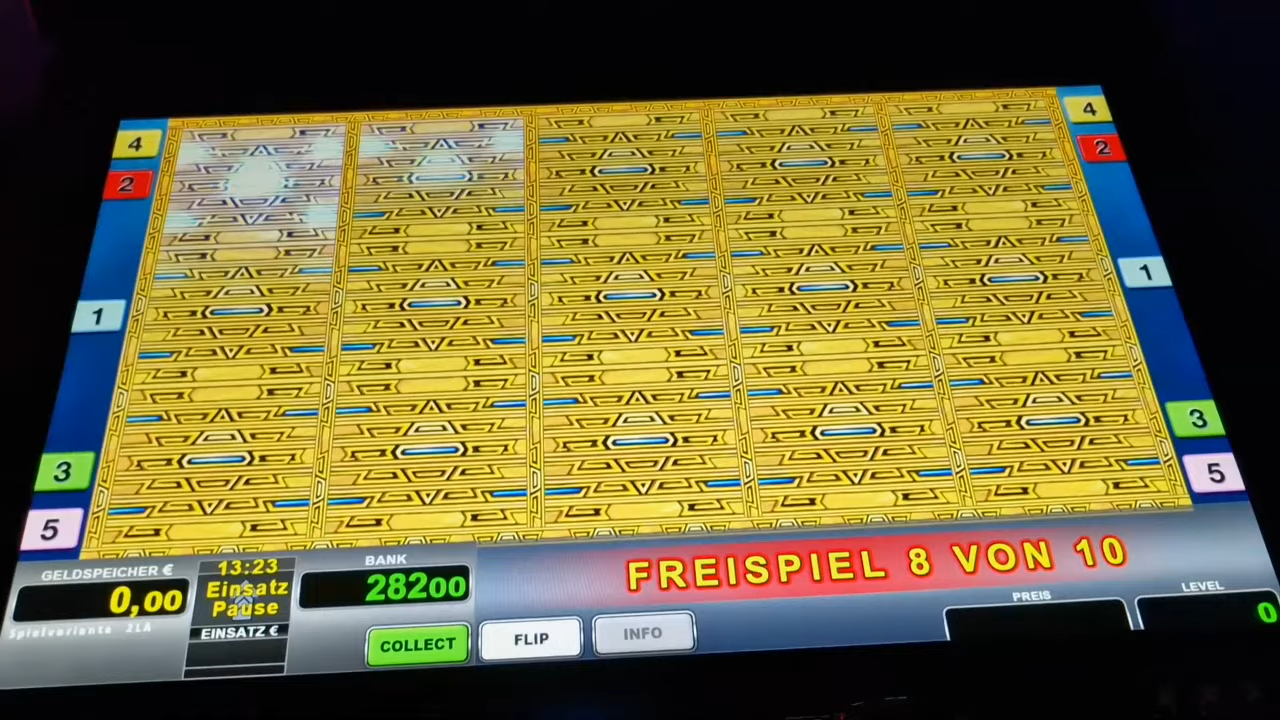 4
4
2
2
1
1
3
3
5
5
GELDSPEICHER €
0,00
Spielvariante 2LA
13:23
Einsatz
Pause
EINSATZ €
BANK
28200
FREISPIEL 8 VON 10
COLLECT
FLIP
INFO
PREIS
LEVEL
0